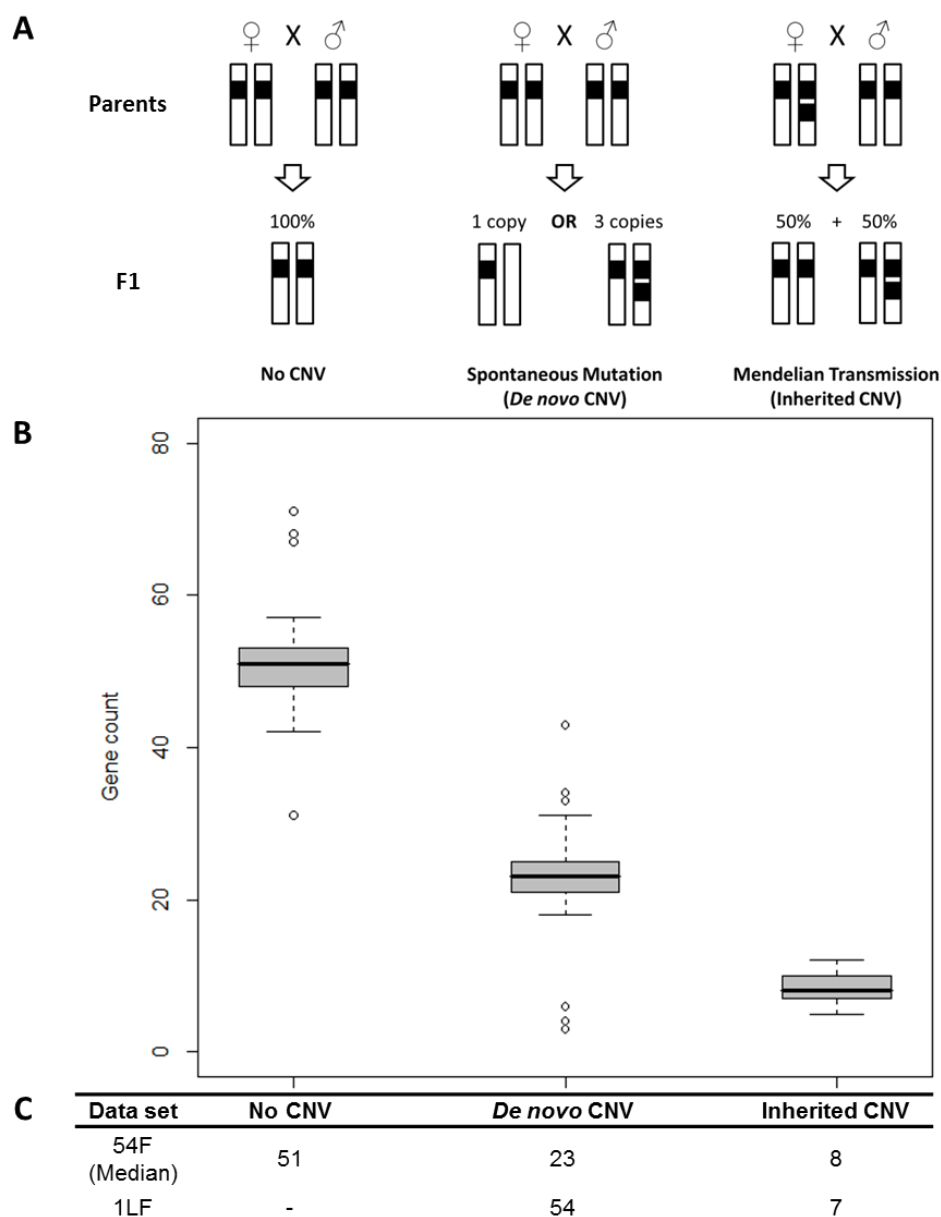 A
♀ X ♂ ♀ X ♂ ♀ X ♂
Parents
100% 1 copy OR 3 copies 50% + 50%
F1
No CNV Spontaneous Mutation Mendelian Transmission
(De novo CNV) (Inherited CNV)
B
80
60
40
20
0
Gene count
C Data set No CNV De novo CNV Inherited CNV
54F
(Median) 51 23 8
1LF - 54 7